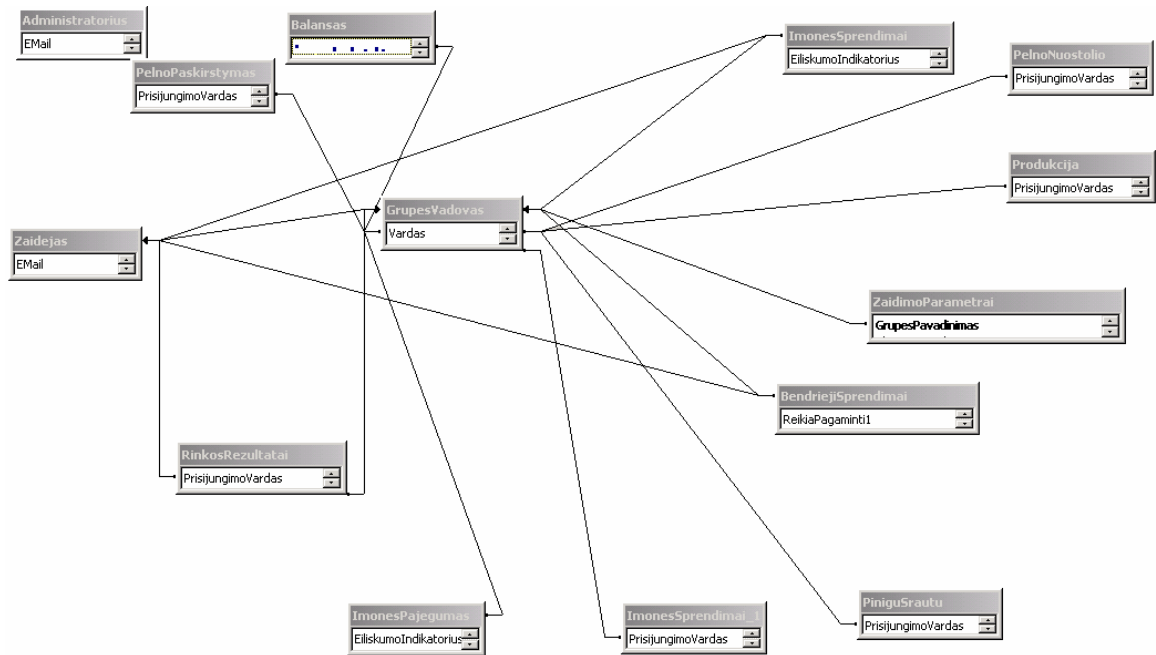 Administratorius
EMail
Balansas
ImonesSprendimai
EiliskumoIndikatorius
PelnoNuostolio
PrisijungimoVardas
PelnoPaskirstymas
PrisijungimoVardas
Produkcija
PrisijungimoVardas
GrupesVadovas
Vardas
Zaidejas
EMail
ZaidimoParametrai
GrupesPavadinimas
BendriejiSprendimai
ReikiaPagaminti1
RinkosRezultatai
PrisijungimoVardas
ImonesPajegumas
EiliskumoIndikatorius
ImonesSprendimai_1
PrisijungimoVardas
PiniguSrautu
PrisijungimoVardas